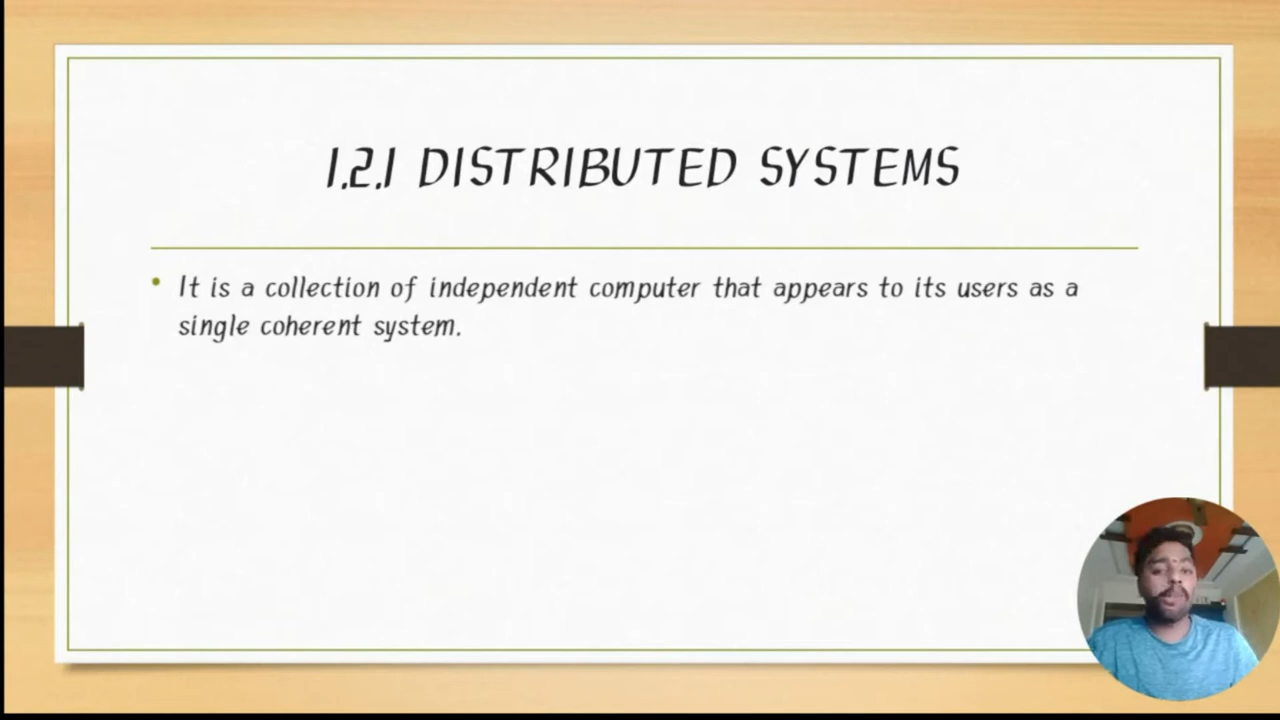 1.2.1 DISTRIBUTED SYSTEMS
• It is a collection of independent computer that appears to its users as a
single coherent system.